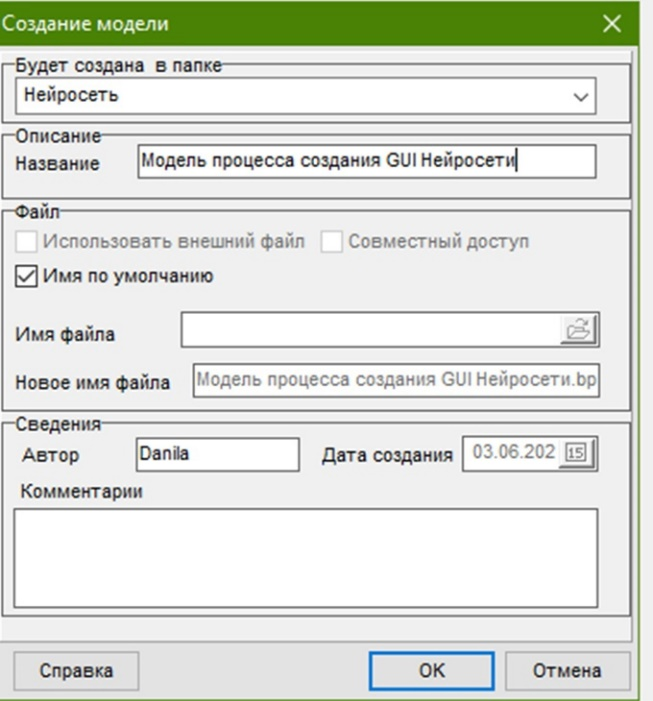 Создание модели
Будет создана в папке
Нейросеть
Описание
Название Модель процесса создания GUI Нейросети
Файл
Использовать внешний файл Совместный доступ
Имя по умолчанию
Имя файла
Новое имя файла Модель процесса создания GUI Нейросети.bp
Сведения
Автор Danila Дата создания 03.06.202 15
Комментарии
Справка OK Отмена